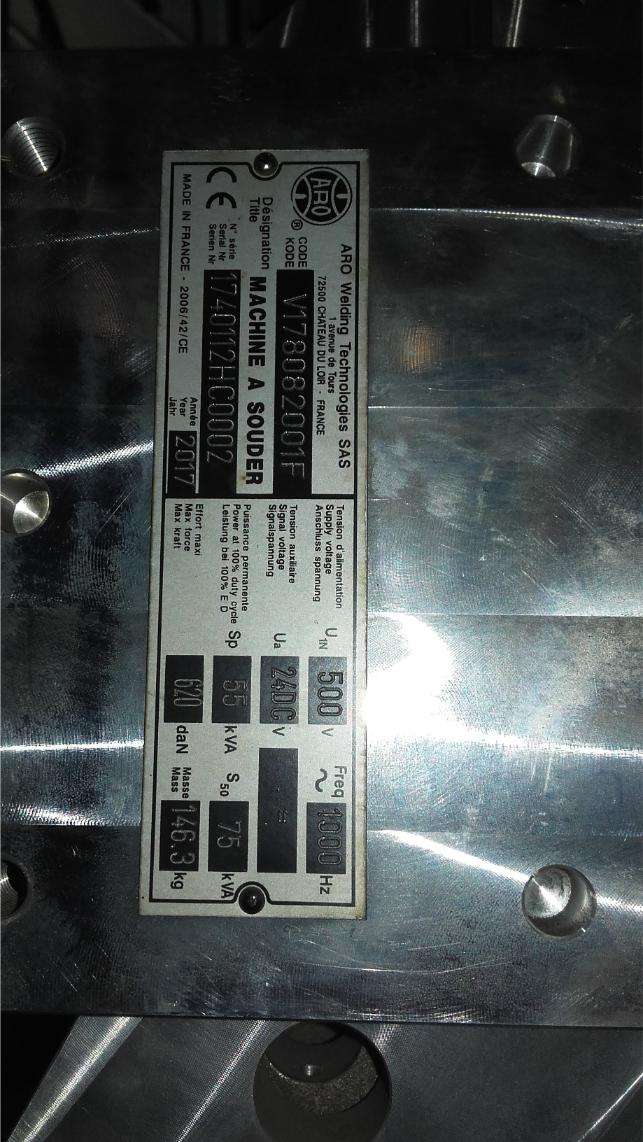 ARO
®
ARO Welding Technologies SAS
1 avenue de Tours
72500 CHATEAU DU LOIR - FRANCE
CODE
KODE
V178082001F
Désignation
Title
MACHINE A SOUDER
CE
N° série
Serial Nr
Serien Nr
1740112HC0002
Année
Year
Jahr
2017
MADE IN FRANCE - 2006/42/CE
Tension d'alimentation
Supply voltage
Anschluss spannung
U1N 500 V
Freq ~ 1000 Hz
Tension auxiliaire
Signal voltage
Signalspannung
Ua 24DC V =
Puissance permanente
Power at 100% duty cycle
Leistung bei 100% E D
Sp 55 kVA
S50 75 kVA
Effort maxi
Max force
Max kraft
620 daN
Masse
Mass
146.3 kg